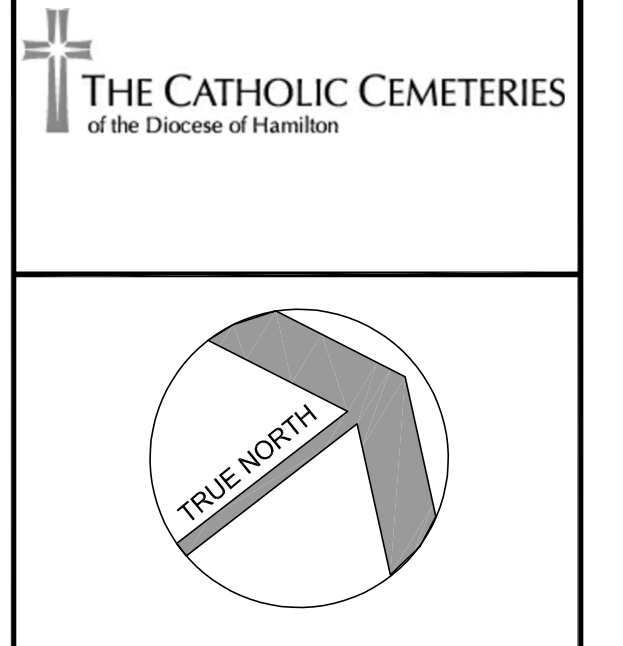 THE CATHOLIC CEMETERIES
of the Diocese of Hamilton
TRUE NORTH